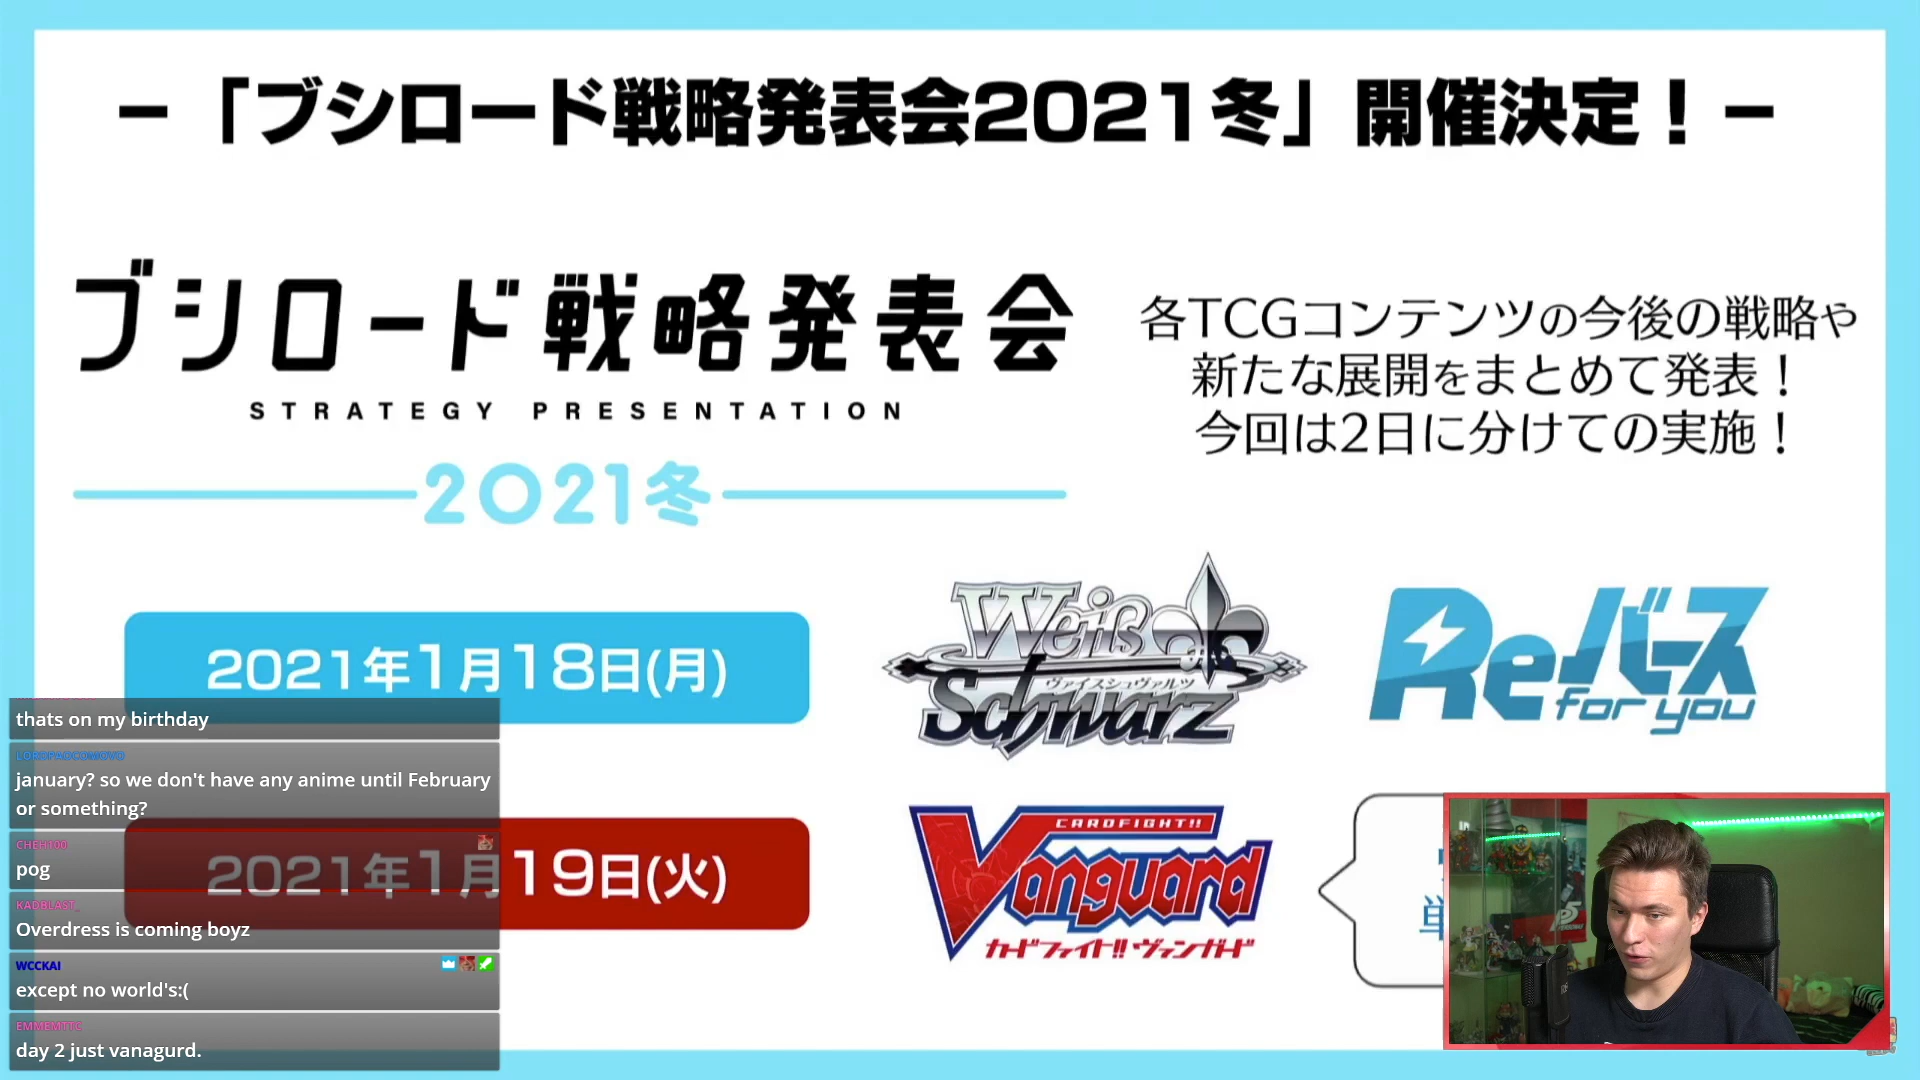 －「ブシロード戦略発表会2021冬」開催決定！－
ブシロード戦略発表会
STRATEGY PRESENTATION
2021冬
各TCGコンテンツの今後の戦略や
新たな展開をまとめて発表！
今回は2日に分けての実施！
2021年1月18日(月)
Weiß Schwarz
ヴァイスシュヴァルツ
Reバース
for you
2021年1月19日(火)
CARDFIGHT!!
Vanguard
カードファイト!! ヴァンガード
thats on my birthday
january? so we don't have any anime until February
or something?
CHEH100
pog
KADBLAST_
Overdress is coming boyz
WCCKAI
except no world's:(
EMMEMTTG
day 2 just vanagurd.